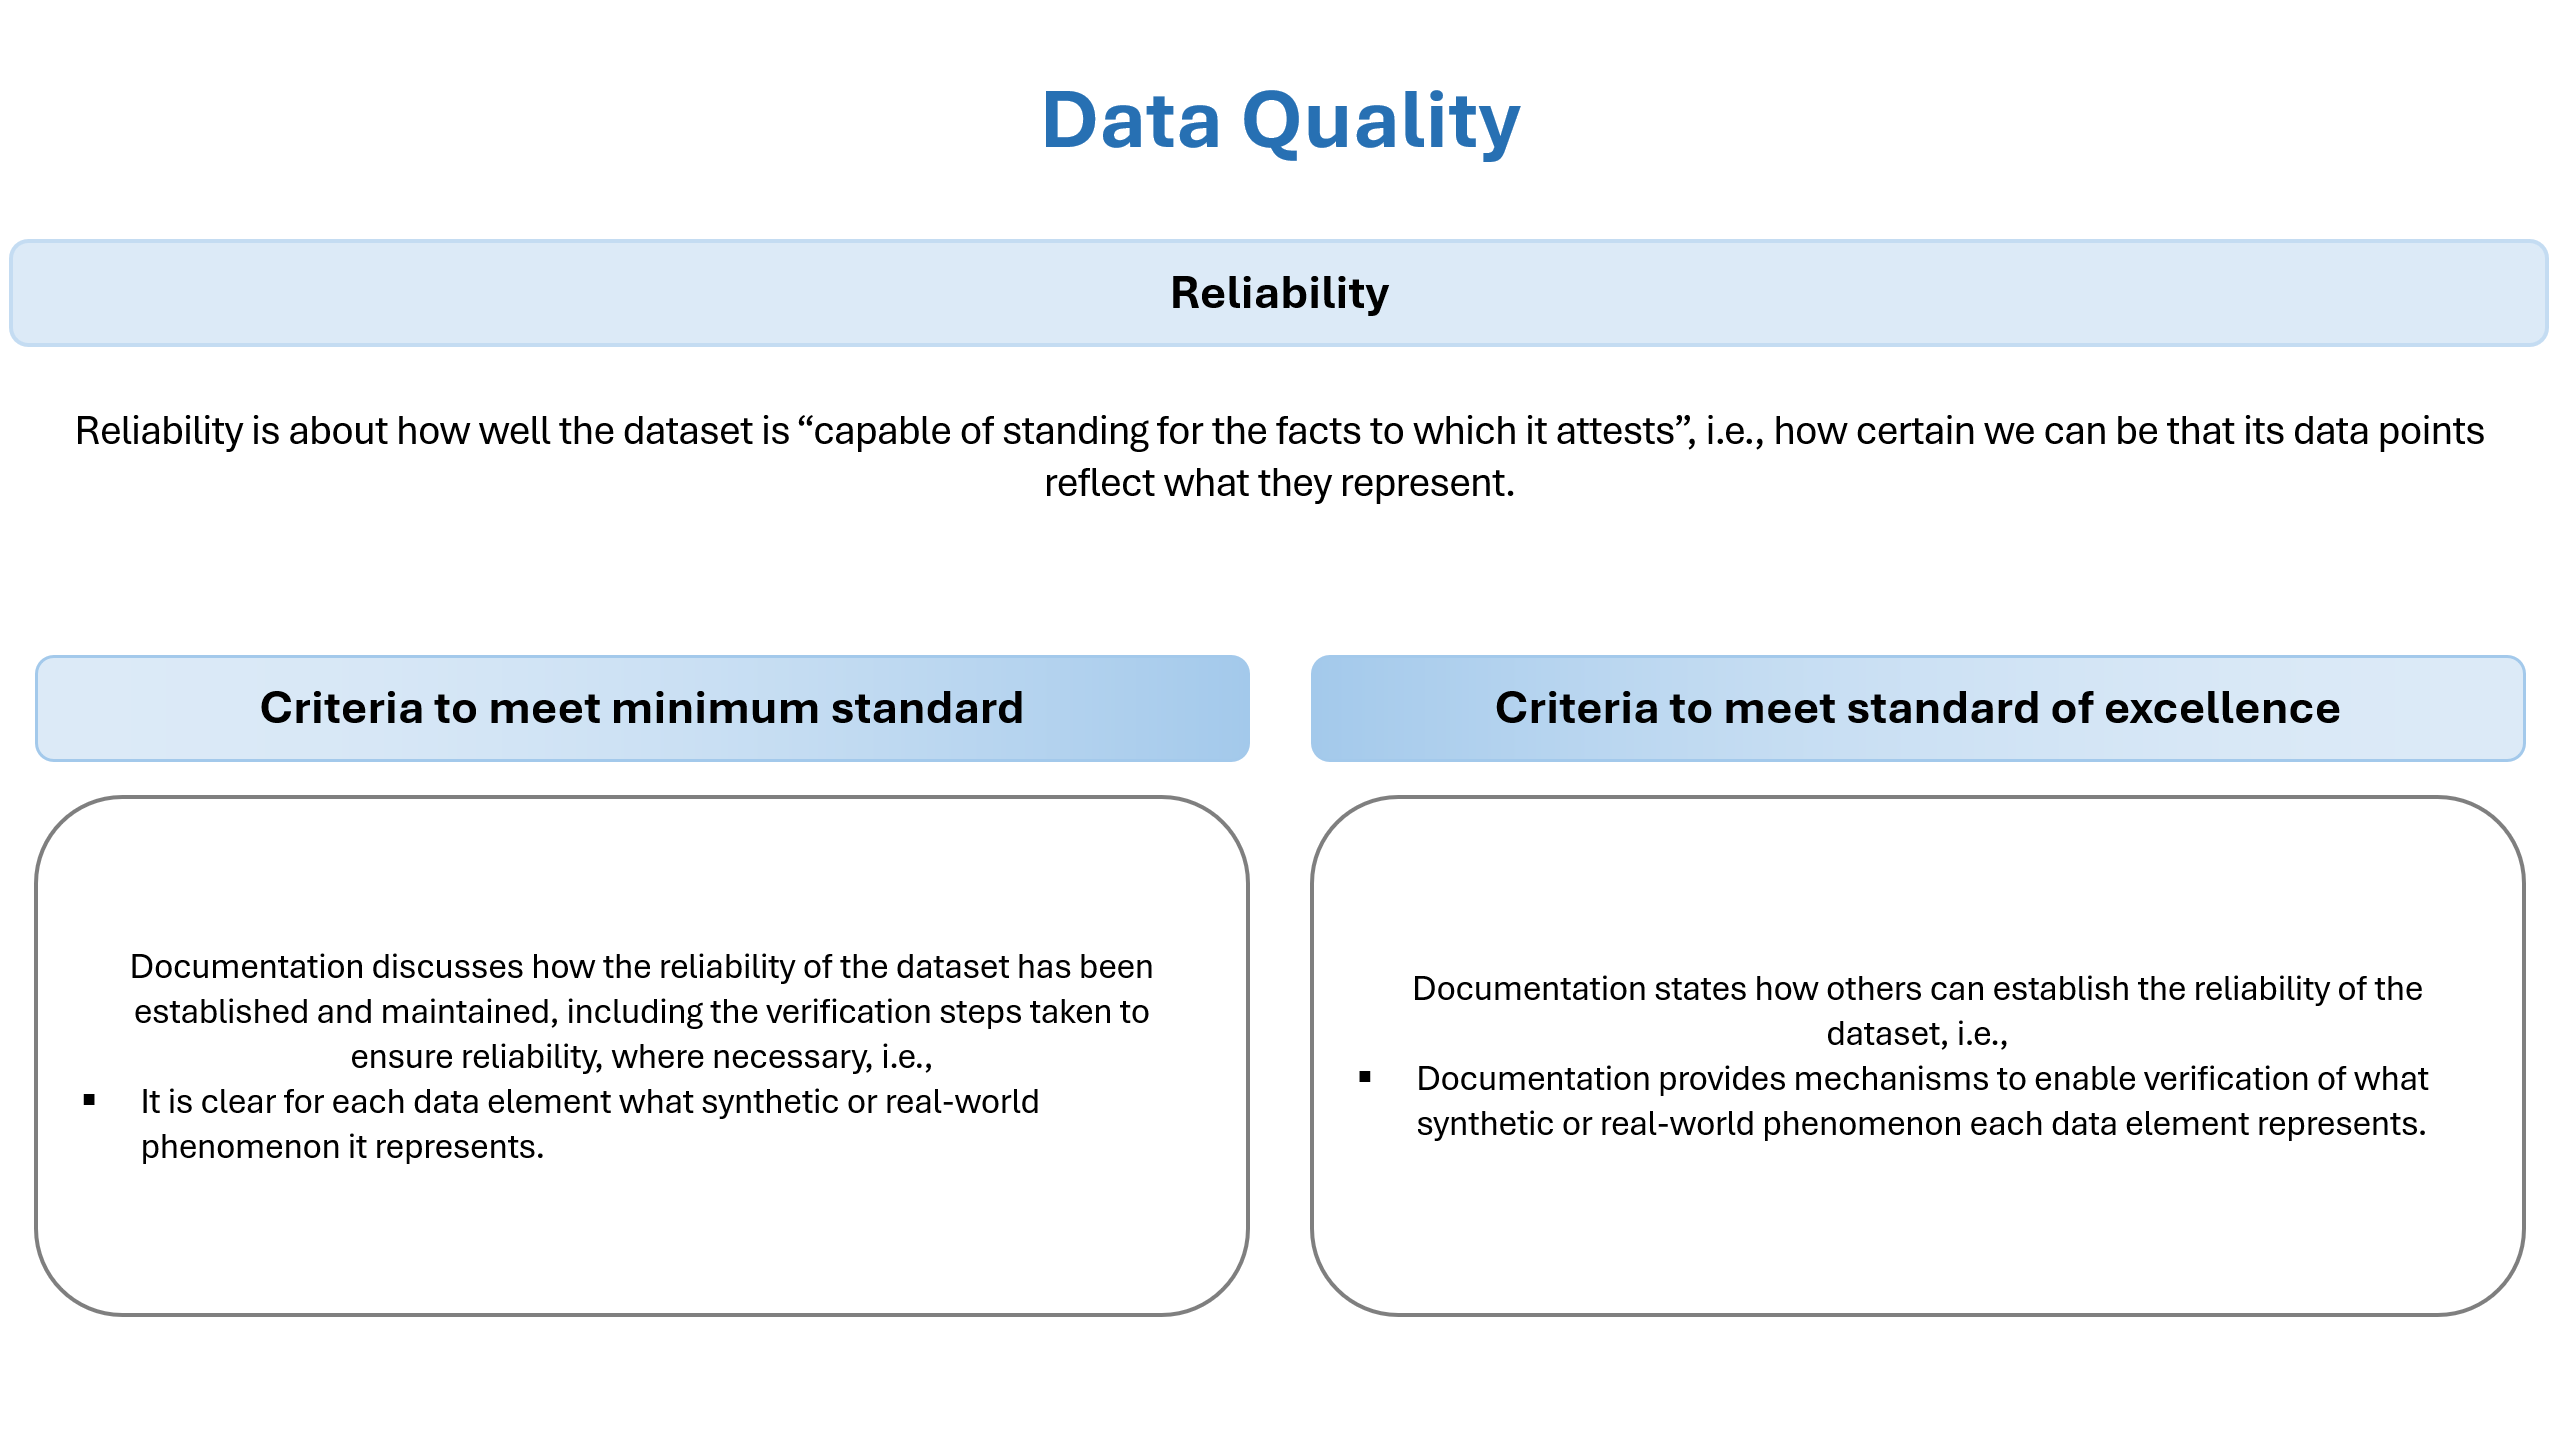 Data Quality
Reliability
Reliability is about how well the dataset is “capable of standing for the facts to which it attests”, i.e., how certain we can be that its data points
reflect what they represent.
Criteria to meet minimum standard
Documentation discusses how the reliability of the dataset has been
established and maintained, including the verification steps taken to
ensure reliability, where necessary, i.e.,
▪ It is clear for each data element what synthetic or real-world
phenomenon it represents.
Criteria to meet standard of excellence
Documentation states how others can establish the reliability of the
dataset, i.e.,
▪ Documentation provides mechanisms to enable verification of what
synthetic or real-world phenomenon each data element represents.